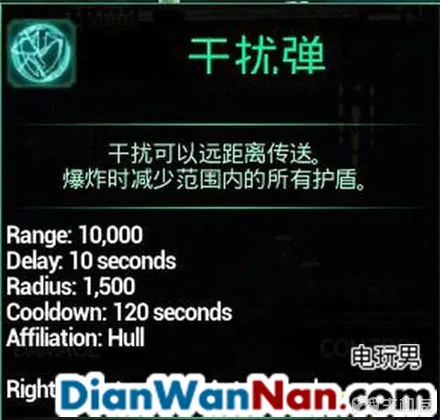 干扰弹
干扰可以远距离传送。
爆炸时减少范围内的所有护盾。
Range: 10,000
Delay: 10 seconds
Radius: 1,500
Cooldown: 120 seconds
Affiliation: Hull
电玩男
Right
DianWanNan.com